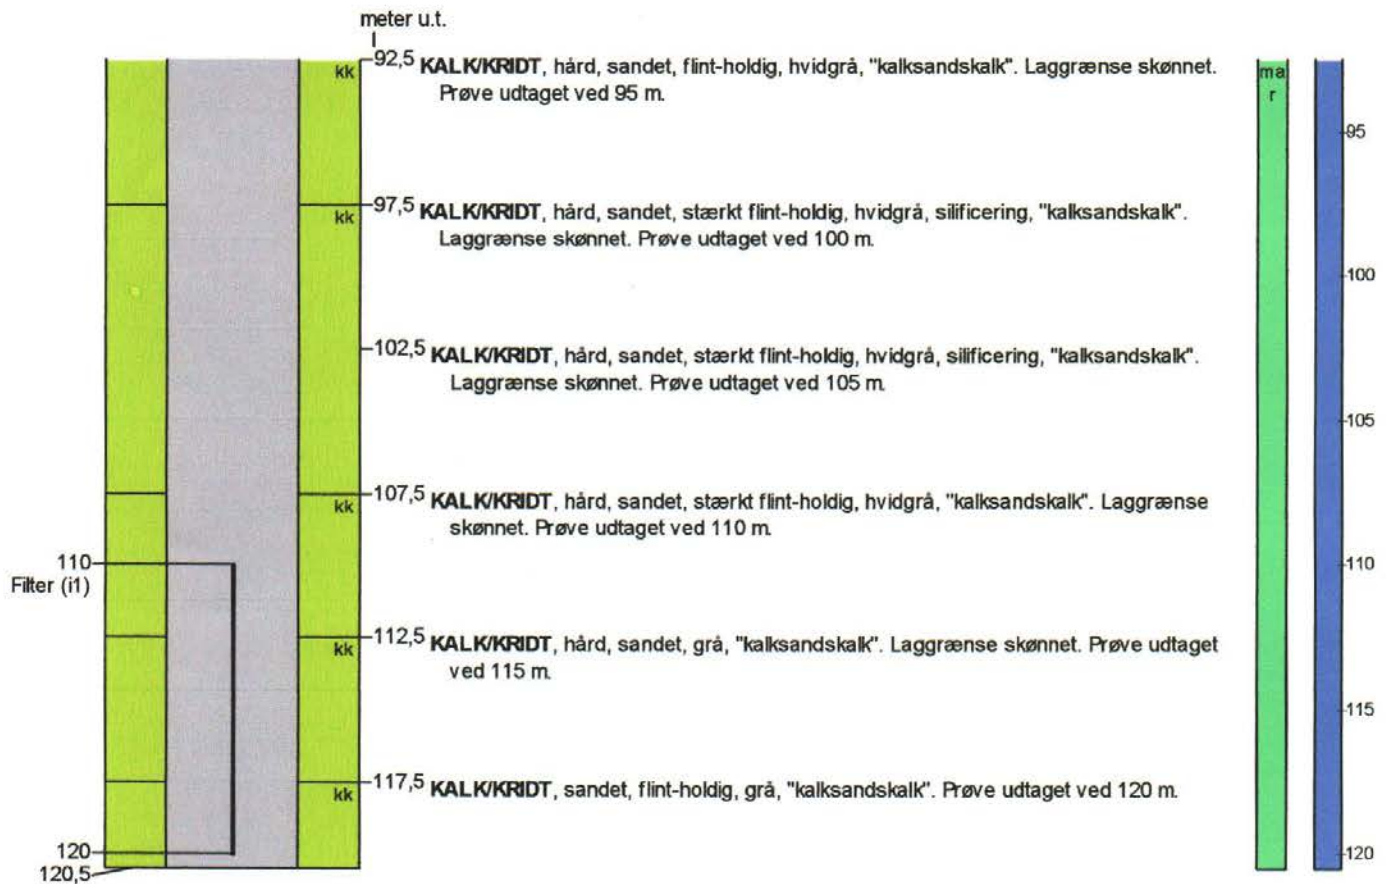 meter u.t.
92,5 KALK/KRIDT, hård, sandet, flint-holdig, hvidgrå, "kalksandskalk". Laggrænse skønnet.
Prøve udtaget ved 95 m.
kk
ma
r
95
97,5 KALK/KRIDT, hård, sandet, stærkt flint-holdig, hvidgrå, silificering, "kalksandskalk".
Laggrænse skønnet. Prøve udtaget ved 100 m.
kk
100
102,5 KALK/KRIDT, hård, sandet, stærkt flint-holdig, hvidgrå, silificering, "kalksandskalk".
Laggrænse skønnet. Prøve udtaget ved 105 m.
105
107,5 KALK/KRIDT, hård, sandet, stærkt flint-holdig, hvidgrå, "kalksandskalk". Laggrænse
skønnet. Prøve udtaget ved 110 m.
kk
110
Filter (i1)
110
112,5 KALK/KRIDT, hård, sandet, grå, "kalksandskalk". Laggrænse skønnet. Prøve udtaget
ved 115 m.
kk
115
117,5 KALK/KRIDT, sandet, flint-holdig, grå, "kalksandskalk". Prøve udtaget ved 120 m.
kk
120
120,5
120